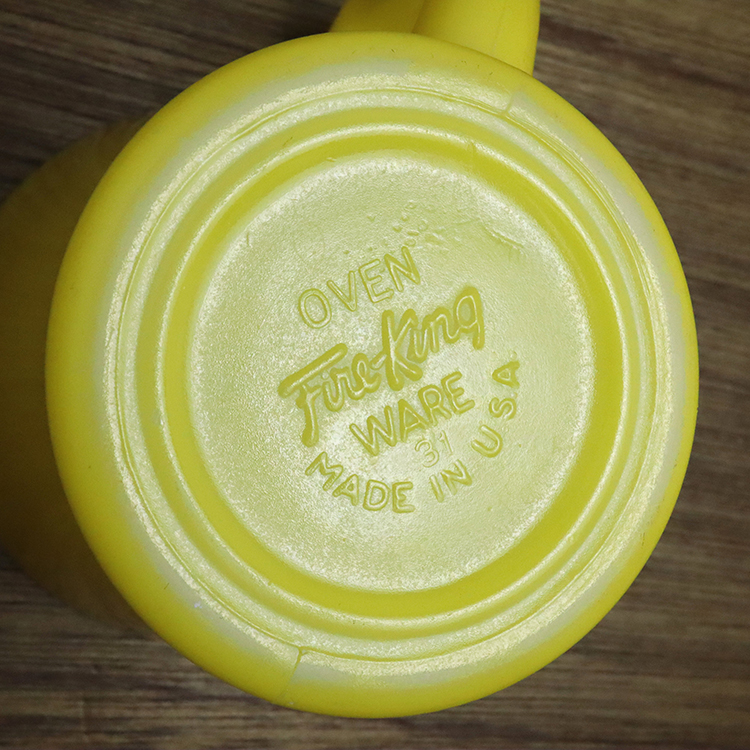 OVEN
Fire-King
WARE
31
MADE IN USA